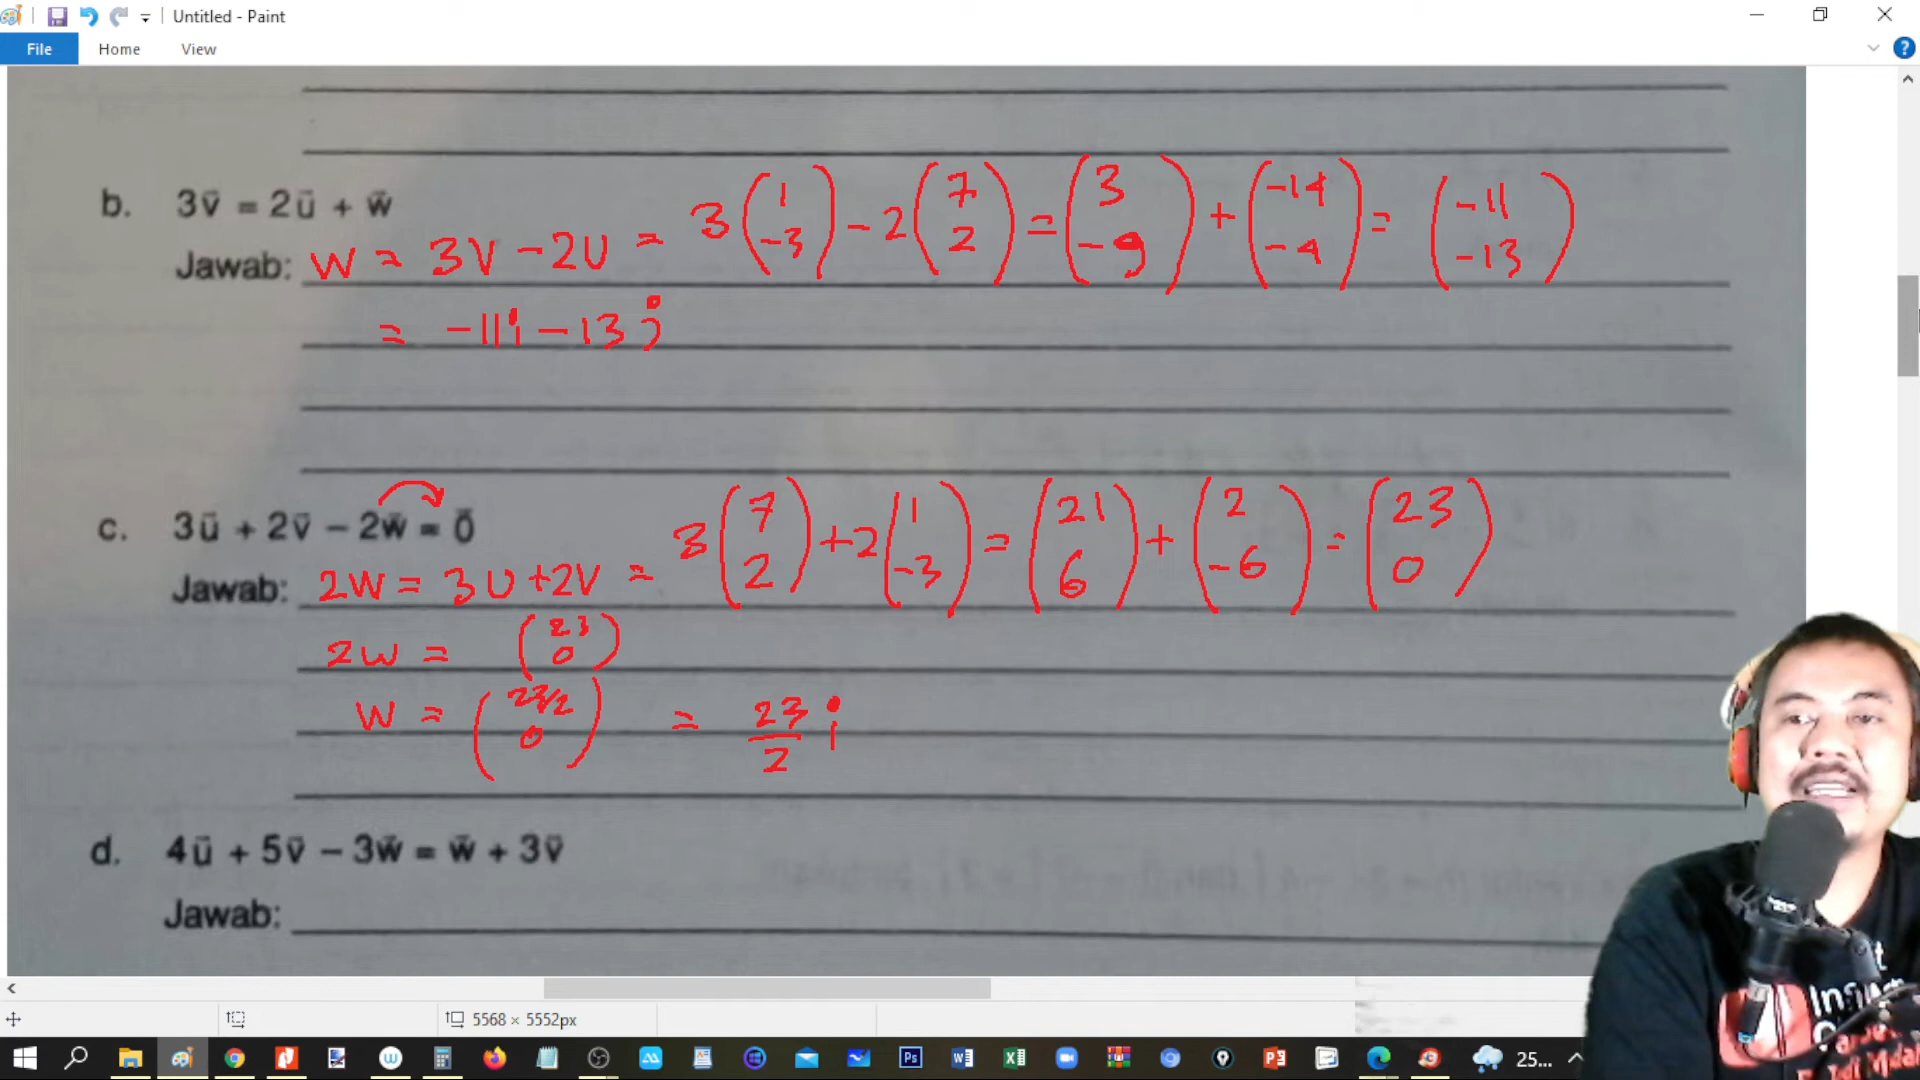 Untitled - Paint
File Home View
b. 3v̄ = 2ū + w̄
Jawab: W = 3V - 2U = 3 (1 -3) - 2 (7 2) = (3 -9) + (-14 -4) = (-11 -13)
= -11i - 13j
c. 3ū + 2v̄ - 2w̄ = 0̄
Jawab: 2W = 3U + 2V = 3 (7 2) + 2 (1 -3) = (21 6) + (2 -6) = (23 0)
2W = (23 0)
W = (23/2 0) = 23/2 i
d. 4ū + 5v̄ - 3w̄ = w̄ + 3v̄
Jawab:
5568 × 5552px
25...